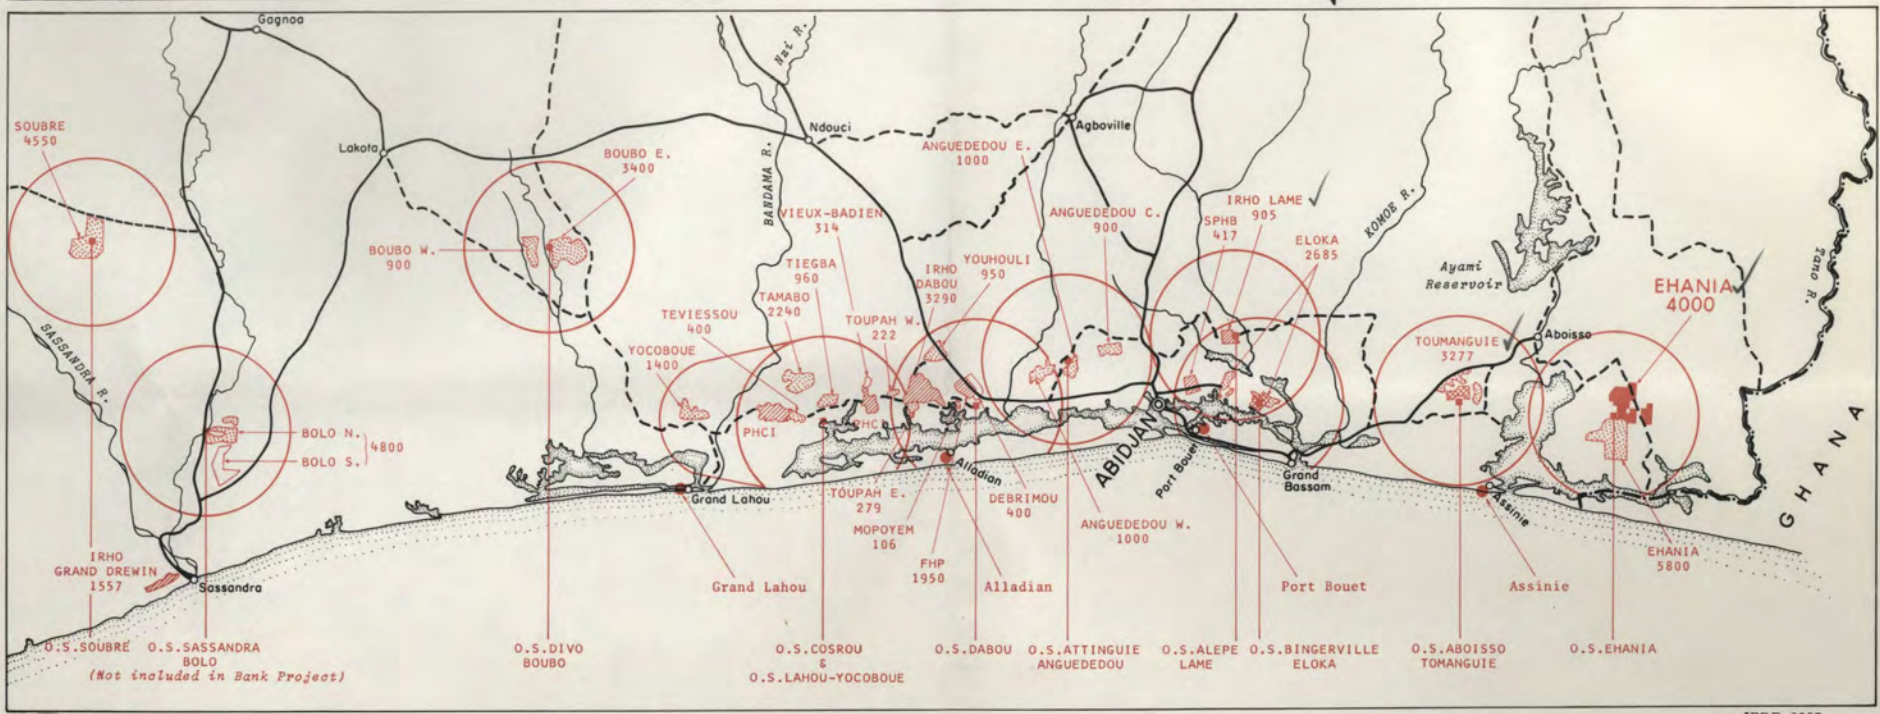 Gagnoa
Nzi R.
SOUBRE
4550
Lakota
Ndouci
Agboville
BOUBO E.
3400
BANDAMA R.
ANGUEDEDOU E.
1000
VIEUX-BADIEN
314
ANGUEDEDOU C.
900
IRHO LAME
905
SPHB
417
KOMOE R.
ELOKA
2685
BOUBO W.
900
TIEGBA
960
IRHO
DABOU
3290
YOUHOULI
950
Ayami
Reservoir
Tano R.
EHANIA
4000
TAMABO
2240
TEVIESSOU
400
TOUPAH W.
222
YOCOBOUE
1400
SASSANDRA R.
TOUMANGUIE
3277
Aboisso
PHCI
PHCI
ABIDJAN
GHANA
BOLO N.
4800
BOLO S.
Port Bouet
Grand
Bassam
Alladian
Grand Lahou
Assinie
TOUPAH E.
279
DEBRIMOU
400
MOPOYEM
106
ANGUEDEDOU W.
1000
IRHO
GRAND DREWIN
1557
Sassandra
FHP
1950
EHANIA
5800
Grand Lahou
Alladian
Port Bouet
Assinie
O.S.SOUBRE
O.S.SASSANDRA
BOLO
(Not included in Bank Project)
O.S.DIVO
BOUBO
O.S.COSROU
&
O.S.LAHOU-YOCOBOUE
O.S.DABOU
O.S.ATTINGUIE
ANGUEDEDOU
O.S.ALEPE
LAME
O.S.BINGERVILLE
ELOKA
O.S.ABOISSO
TOMANGUIE
O.S.EHANIA